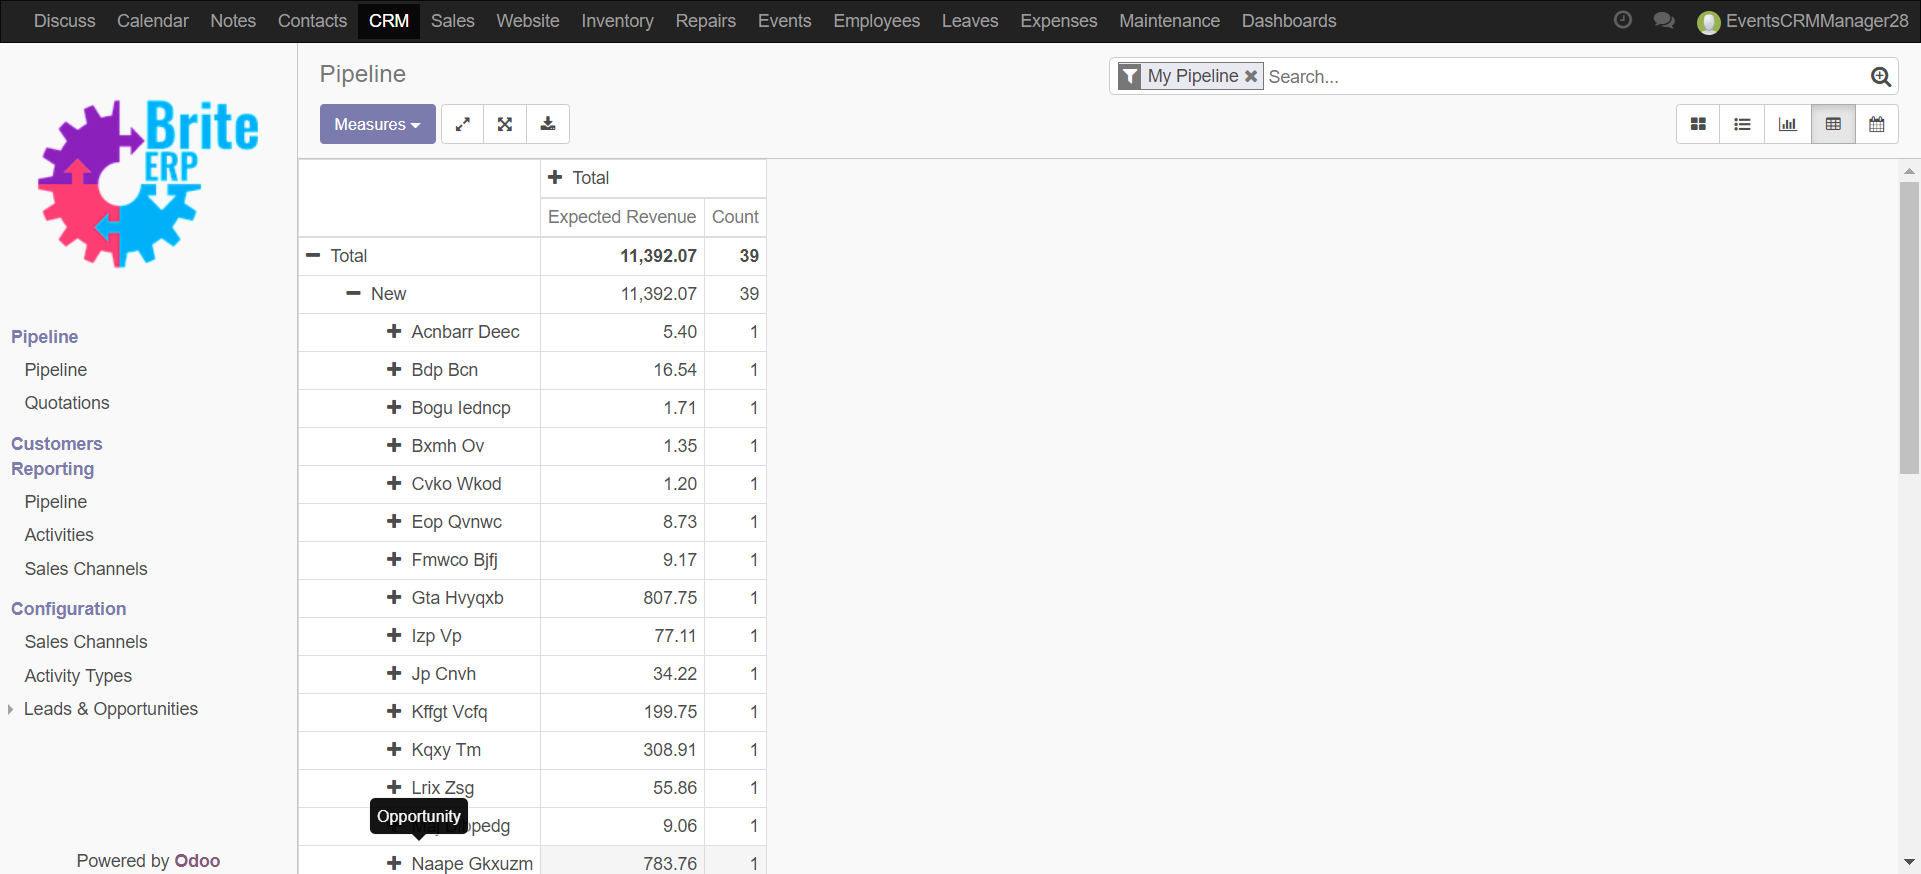 Discuss Calendar Notes Contacts CRM Sales Website Inventory Repairs Events Employees Leaves Expenses Maintenance Dashboards EventsCRMManager28
Brite
ERP
Pipeline
Pipeline
Quotations
Customers
Reporting
Pipeline
Activities
Sales Channels
Configuration
Sales Channels
Activity Types
Leads & Opportunities
Powered by Odoo
Pipeline
My Pipeline Search...
Measures
Total
Expected Revenue Count
Total 11,392.07 39
New 11,392.07 39
Acnbarr Deec 5.40 1
Bdp Bcn 16.54 1
Bogu Iedncp 1.71 1
Bxmh Ov 1.35 1
Cvko Wkod 1.20 1
Eop Qvnwc 8.73 1
Fmwco Bjfj 9.17 1
Gta Hvyqxb 807.75 1
Izp Vp 77.11 1
Jp Cnvh 34.22 1
Kffgt Vcfq 199.75 1
Kqxy Tm 308.91 1
Lrix Zsg 55.86 1
Opportunity
9.06 1
Naape Gkxuzm 783.76 1